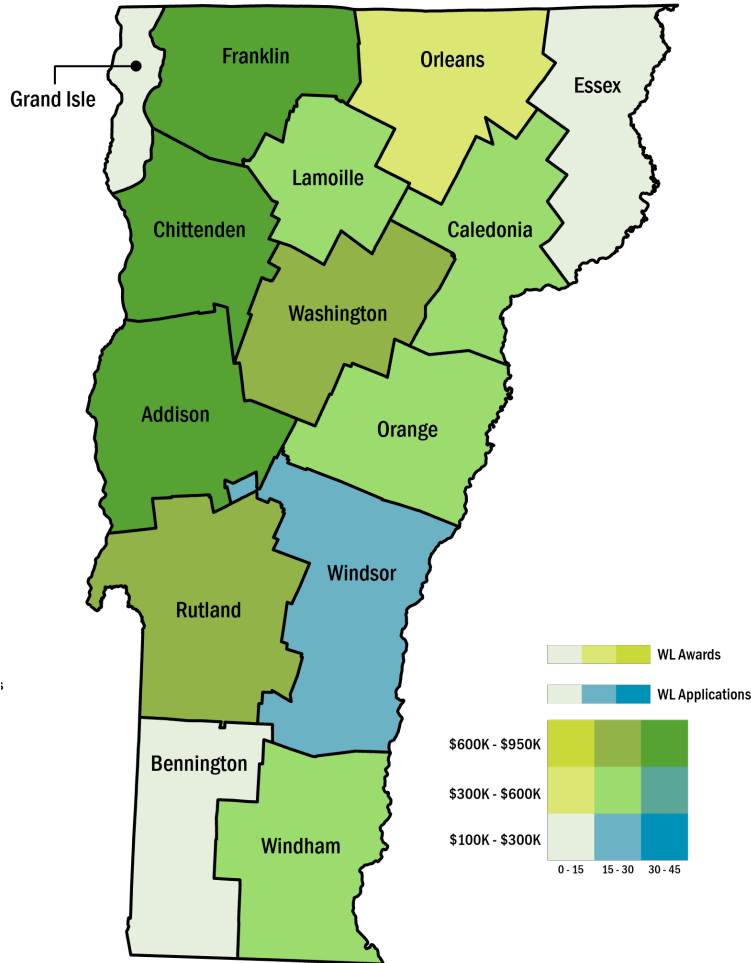 Franklin
Orleans
Essex
Grand Isle
Lamoille
Chittenden
Caledonia
Washington
Addison
Orange
Windsor
Rutland
WL Awards
s
WL Applications
$600K - $950K
Bennington
$300K - $600K
$100K - $300K
Windham
0 - 15 15 - 30 30 - 45